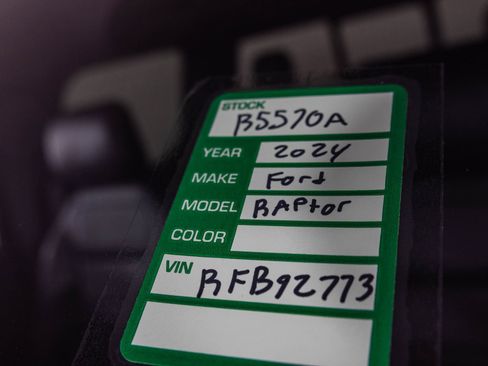 STOCK
B5570A
YEAR 2024
MAKE Ford
MODEL RAPtor
COLOR
VIN RFB92773